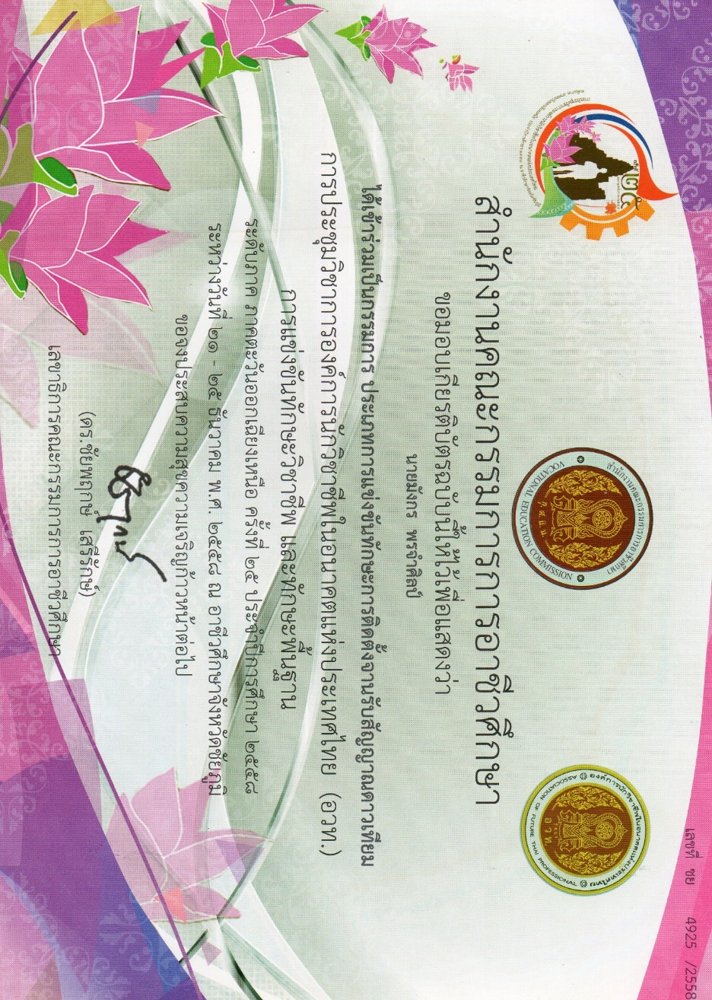 เลขที่ ชย 4925 /2558
อวท ๒๕
สำนักงานคณะกรรมการการอาชีวศึกษา
VOCATIONAL EDUCATION COMMISSION
องค์การนักวิชาชีพในอนาคตแห่งประเทศไทย
ASSOCIATION OF FUTURE THAI PROFESSIONAL
อวท.
สำนักงานคณะกรรมการการอาชีวศึกษา
ขอมอบเกียรติบัตรฉบับนี้ให้ไว้เพื่อแสดงว่า
นายมังกร พรจำศิลป์
ได้เข้าร่วมเป็นกรรมการ ประเภทการแข่งขันทักษะการติดตั้งจานรับสัญญาณดาวเทียม
การประชุมวิชาการองค์การนักวิชาชีพในอนาคตแห่งประเทศไทย (อวท.)
การแข่งขันทักษะวิชาชีพ และทักษะพื้นฐาน
ระดับภาค ภาคตะวันออกเฉียงเหนือ ครั้งที่ ๒๕ ประจำปีการศึกษา ๒๕๕๘
ระหว่างวันที่ ๒๑ - ๒๕ ธันวาคม พ.ศ. ๒๕๕๘ ณ อาชีวศึกษาจังหวัดชัยภูมิ
ของจงประสบความสุขความเจริญก้าวหน้าต่อไป
(ดร.ชัยพฤกษ์ เสรีรักษ์)
เลขาธิการคณะกรรมการการอาชีวศึกษา